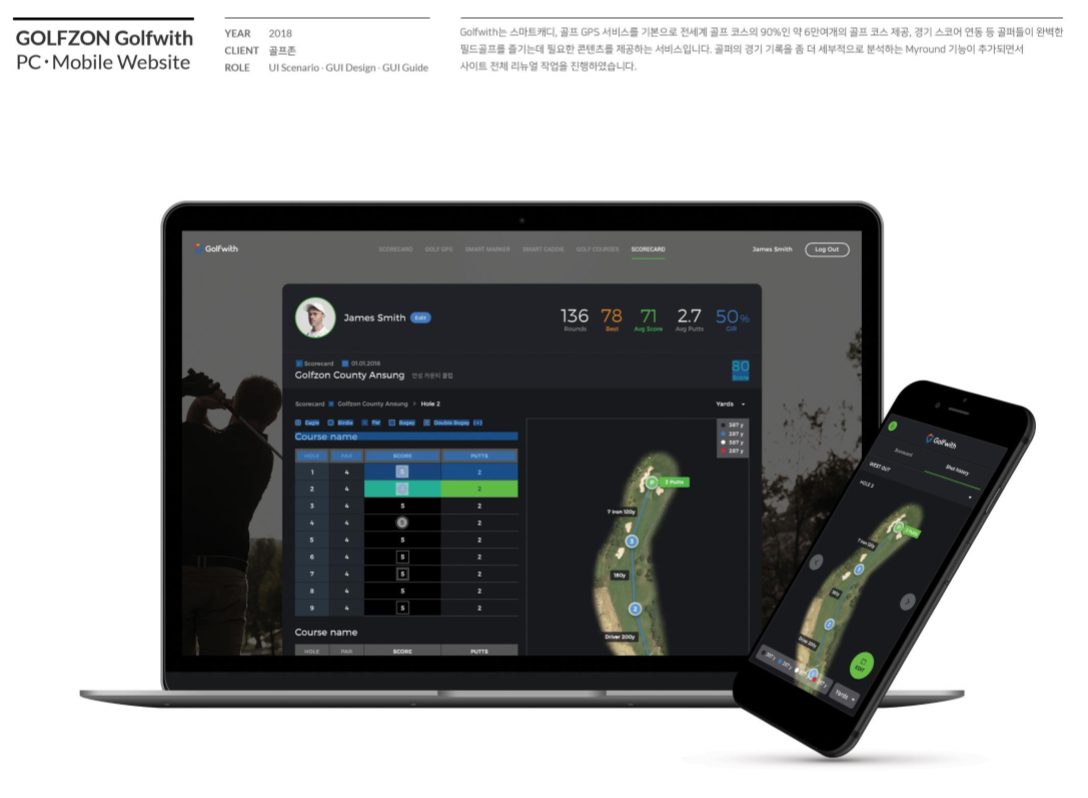 GOLFZON Golfwith
PC·Mobile Website
YEAR 2018
CLIENT 골프존
ROLE UI Scenario · GUI Design · GUI Guide
Golfwith는 스마트캐디, 골프 GPS 서비스를 기본으로 전세계 골프 코스의 90%인 약 6만여개의 골프 코스 제공, 경기 스코어 연동 등 골퍼들이 완벽한
필드골프를 즐기는데 필요한 콘텐츠를 제공하는 서비스입니다. 골퍼의 경기 기록을 좀 더 세부적으로 분석하는 Myround 기능이 추가되면서
사이트 전체 리뉴얼 작업을 진행하였습니다.
Golfwith
SCORECARD GOLF GPS SMART MARKER SMART CADDIE GOLF COURSES SCORECARD
James Smith Log Out
James Smith Edit
136 78 71 2.7 50%
Rounds Best Avg Score Avg Putts GIR
Scorecard 01.01.2018
Golfzon County Ansung 안성 카운티 클럽
80
Score
Scorecard Golfzon County Ansung > Hole 2
Yards
Eagle Birdie Par Bogey Double Bogey (+)
Course name
HOLE PAR SCORE PUTTS
1 4 5 2
2 4 2
3 4 5 2
4 4 5 2
5 4 5 2
6 4 5 2
7 4 5 2
8 4 5 2
9 4 5 2
Course name
HOLE PAR SCORE PUTTS
387 y
287 y
287 y
287 y
P 2 Putts
7 Iron 120y
3
180y
2
Driver 200y
Golfwith
Scorecard Shot history
WEST OUT
HOLE 2
P
3
2
EDIT
Yards